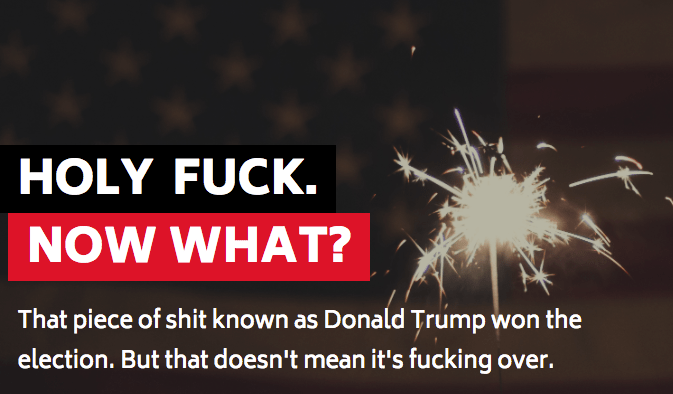 HOLY FUCK.
NOW WHAT?
That piece of shit known as Donald Trump won the
election. But that doesn't mean it's fucking over.